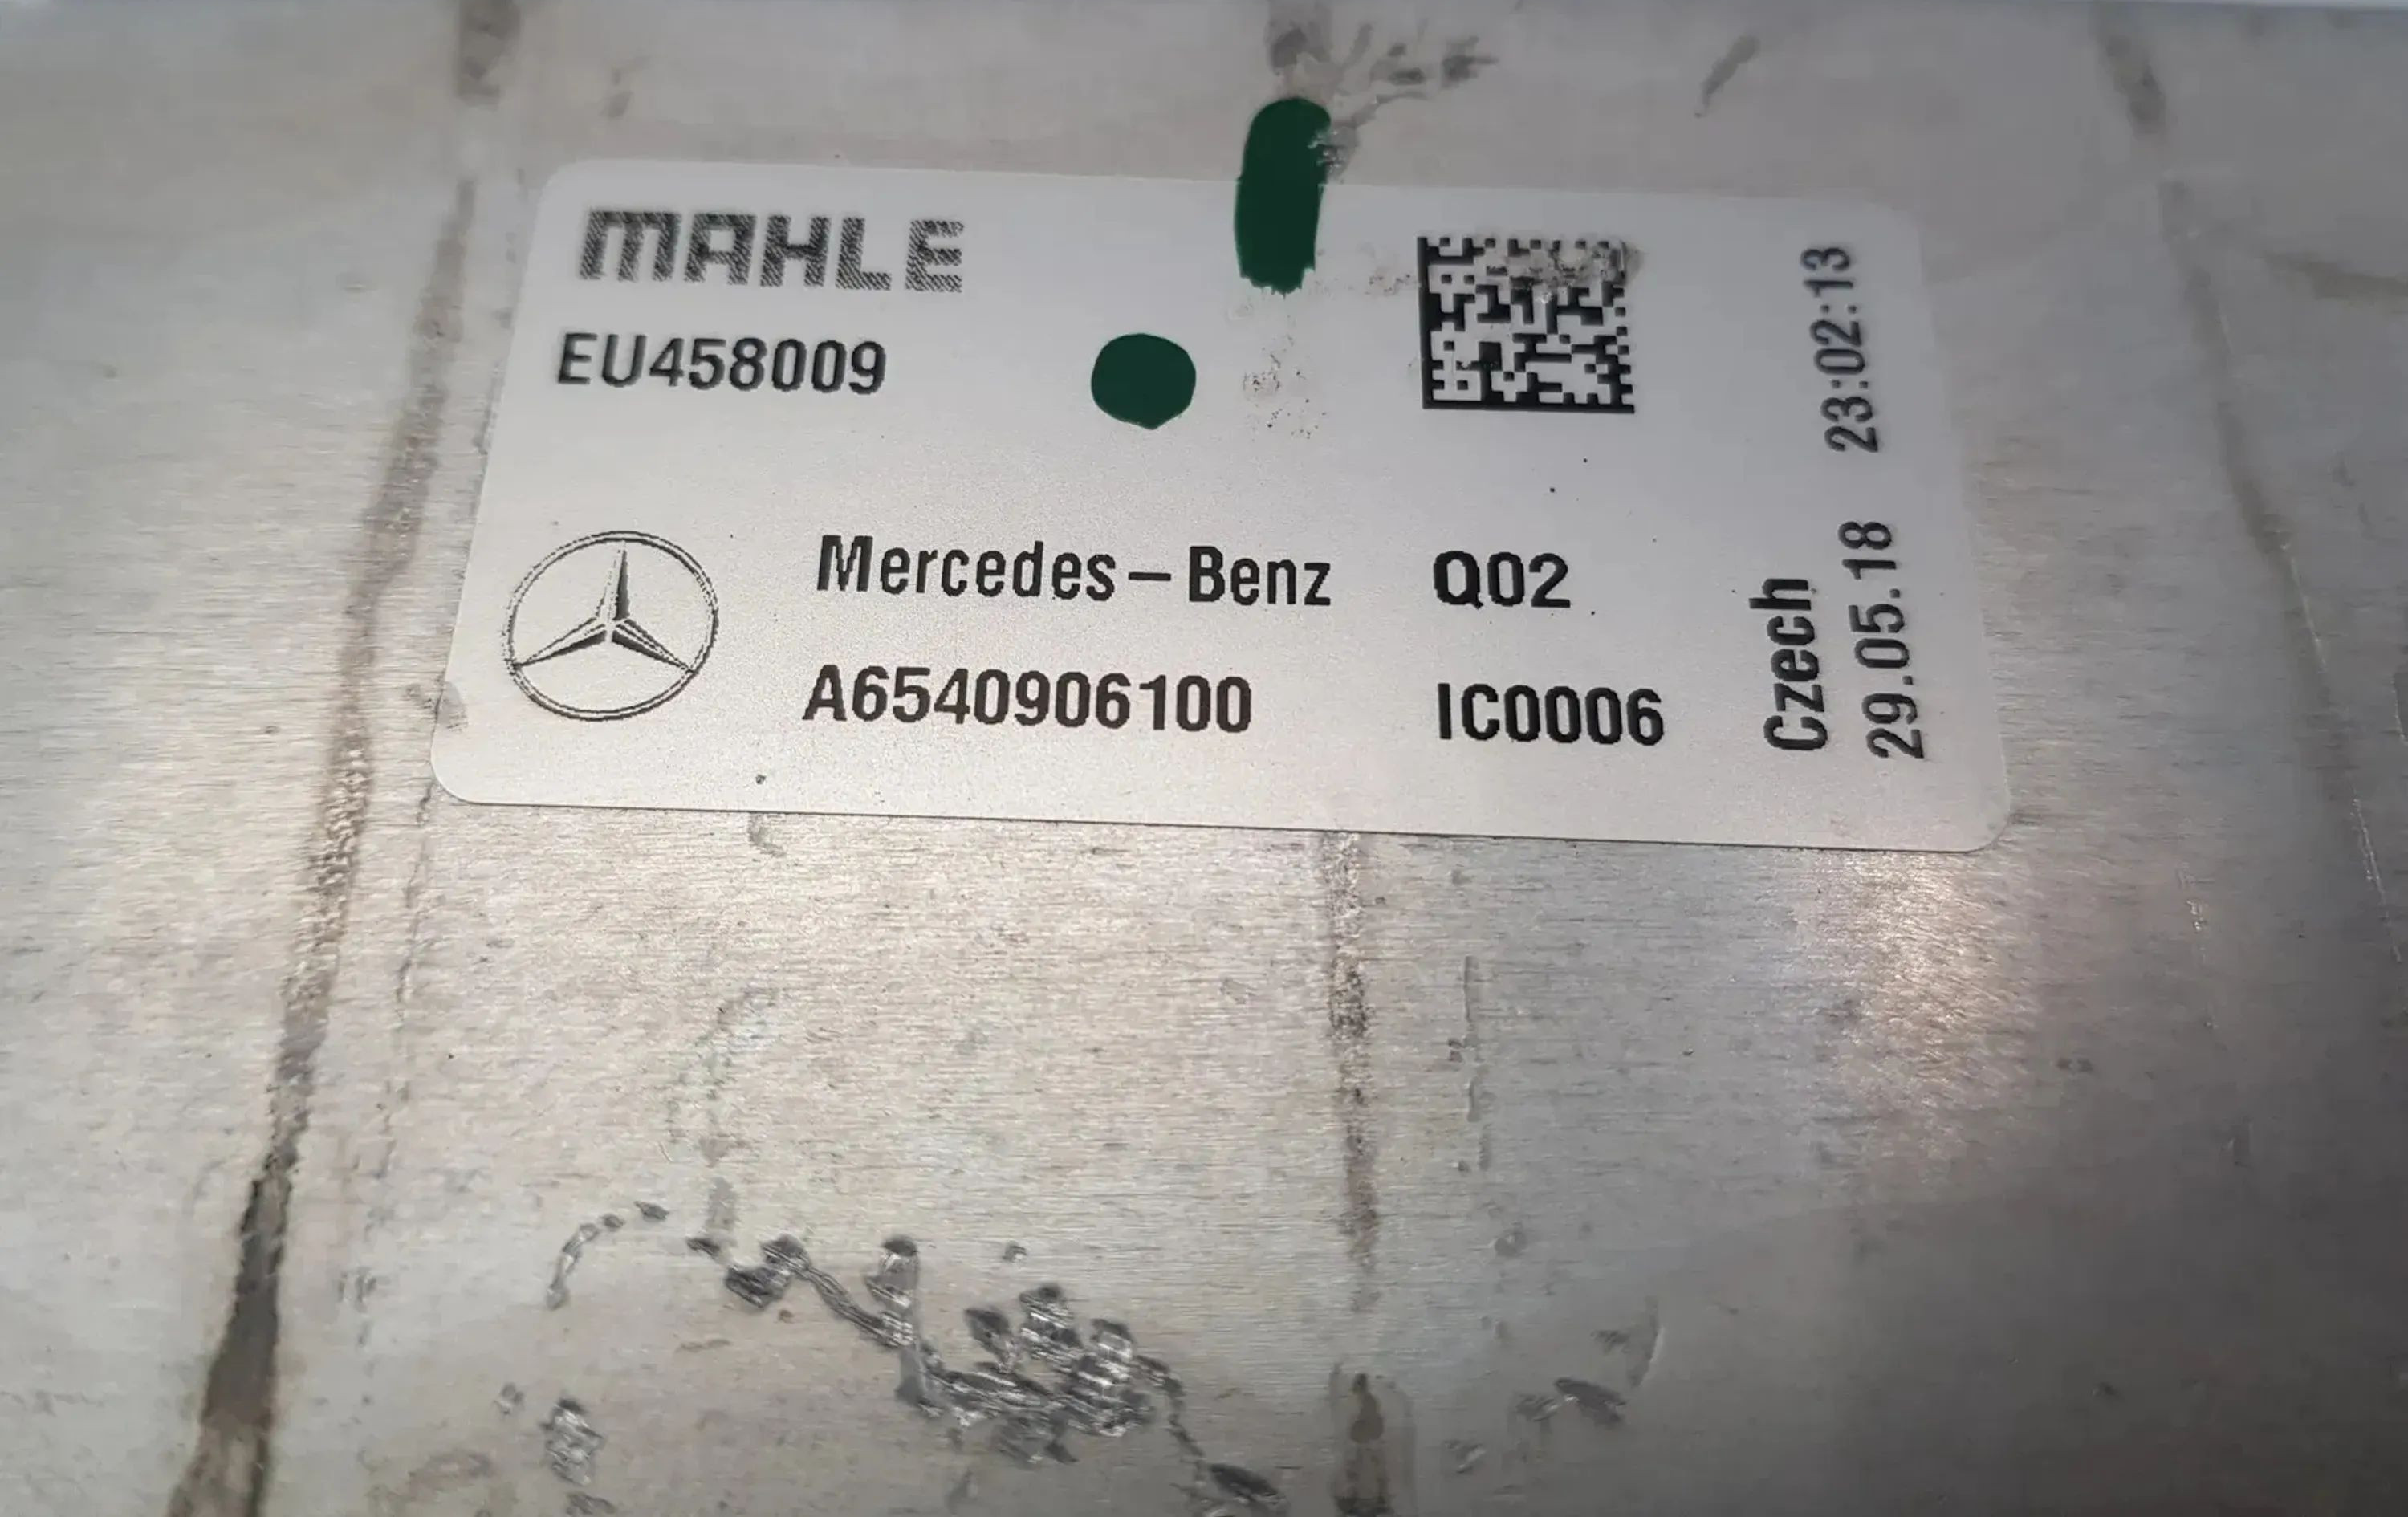 MAHLE
EU458009
Mercedes-Benz Q02
A6540906100 IC0006
Czech
29.05.18 23:02:13